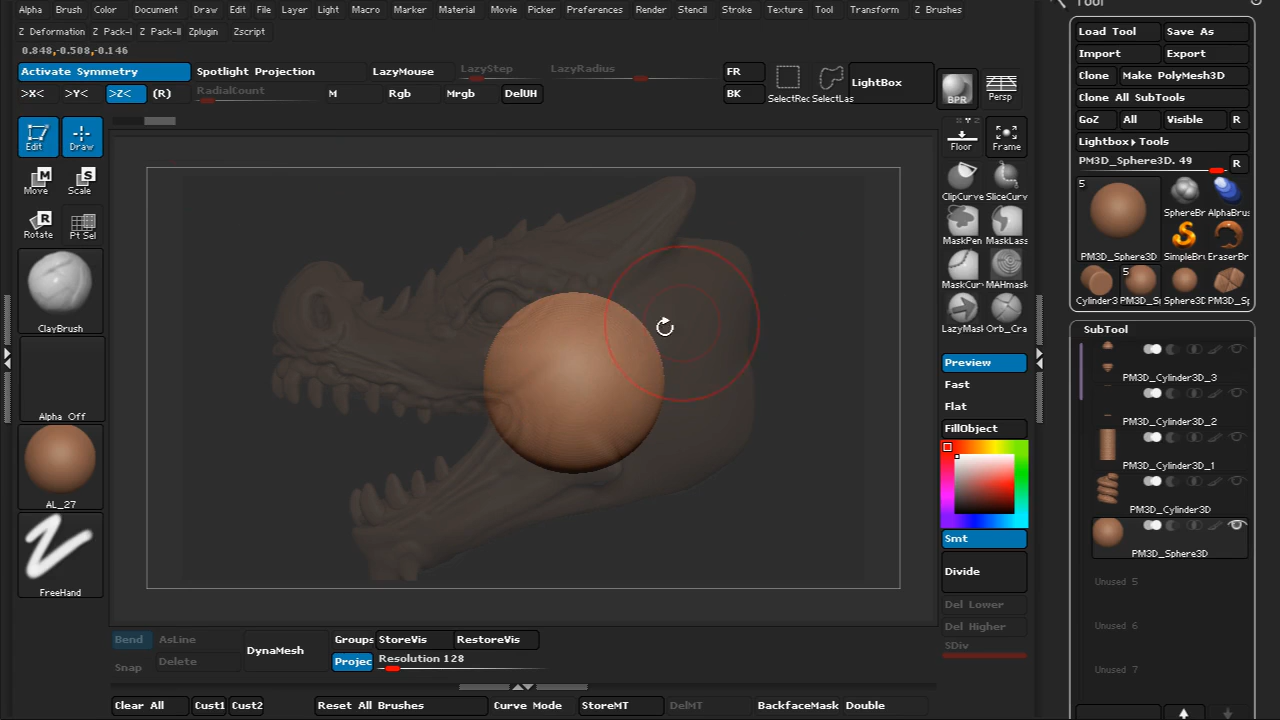 Alpha Brush Color Document Draw Edit File Layer Light Macro Marker Material Movie Picker Preferences Render Stencil Stroke Texture Tool Transform Z Brushes
Z Deformation Z Pack-I Z Pack-II Zplugin Zscript
0.848,-0.508,-0.146
Activate Symmetry Spotlight Projection LazyMouse LazyStep LazyRadius FR LightBox
>X< >Y< >Z< (R) RadialCount M Rgb Mrgb DelUH BK SelectRec SelectLas BPR Persp
Edit Draw
Move Scale
Rotate Pt Sel
ClayBrush
Alpha Off
AL_27
FreeHand
Floor Frame
ClipCurv SliceCurv
MaskPen MaskLass
MaskCur MAHmask
LazyMas Orb_Cra
Preview
Fast
Flat
FillObject
Smt
Divide
Del Lower
Del Higher
SDiv
Tool
Load Tool Save As
Import Export
Clone Make PolyMesh3D
Clone All SubTools
GoZ All Visible R
Lightbox▸Tools
PM3D_Sphere3D. 49 R
5
PM3D_Sphere3D SphereBr AlphaBrus
SimpleBr EraserBr
5
Cylinder3 PM3D_Sp Sphere3D PM3D_Sp
SubTool
PM3D_Cylinder3D_3
PM3D_Cylinder3D_2
PM3D_Cylinder3D_1
PM3D_Cylinder3D
PM3D_Sphere3D
Unused 5
Unused 6
Unused 7
Bend AsLine DynaMesh Groups StoreVis RestoreVis
Snap Delete Projec Resolution 128
Clear All Cust1 Cust2 Reset All Brushes Curve Mode StoreMT DelMT BackfaceMask Double